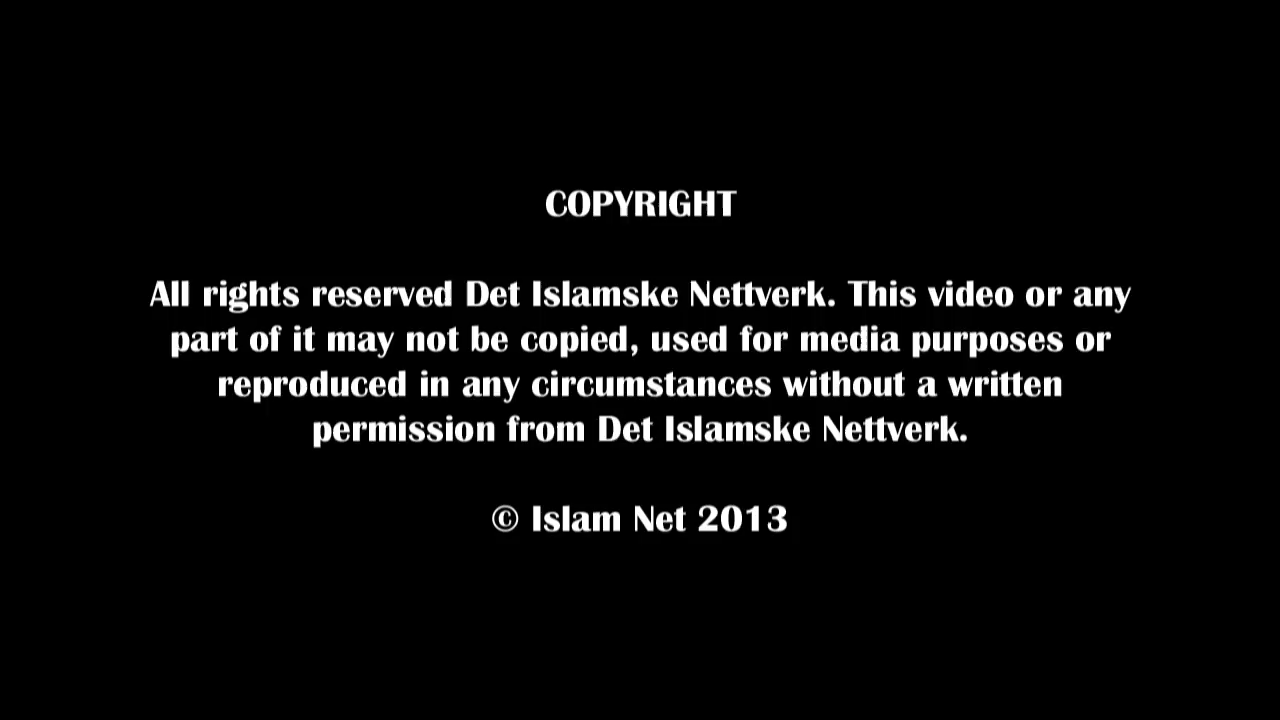 COPYRIGHT
All rights reserved Det Islamske Nettverk. This video or any
part of it may not be copied, used for media purposes or
reproduced in any circumstances without a written
permission from Det Islamske Nettverk.
© Islam Net 2013